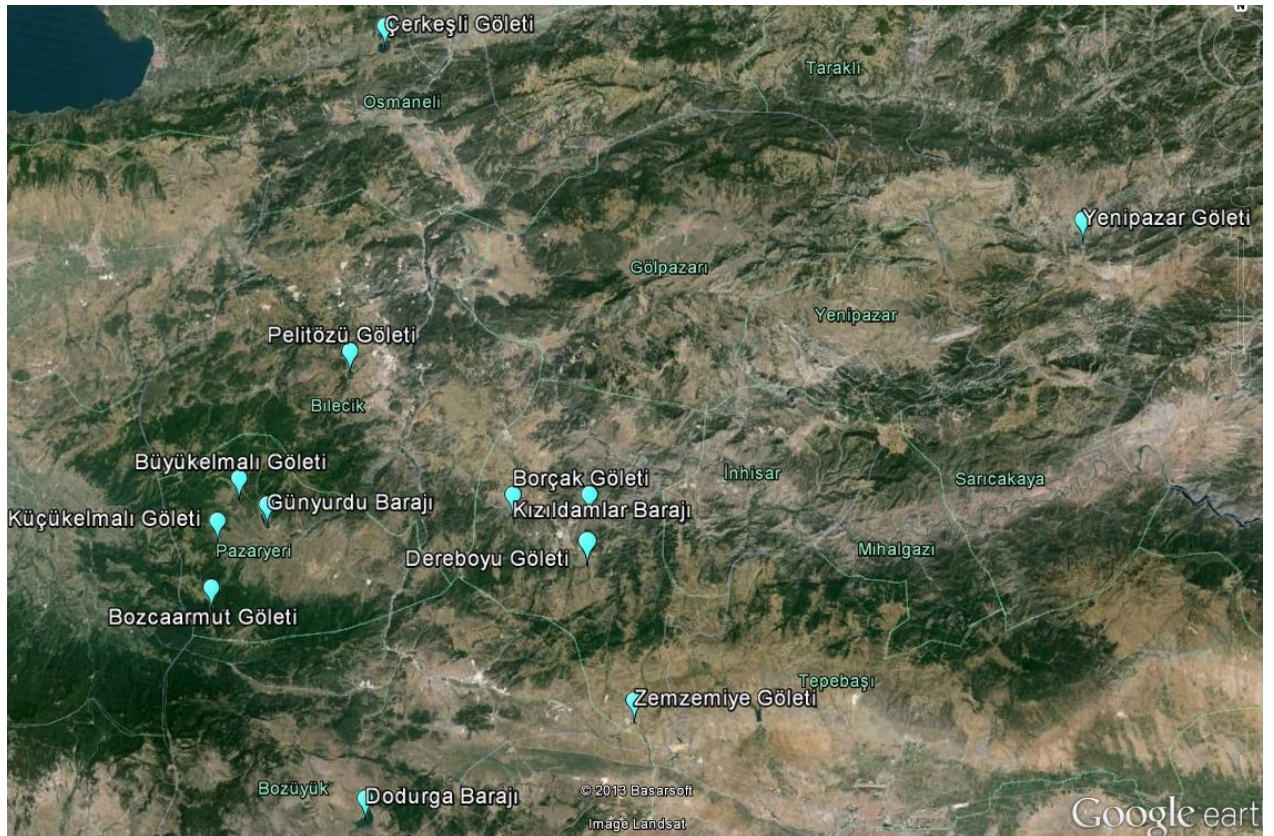 N
Çerkeşli Göleti
Taraklı
Osmaneli
Yenipazar Göleti
Gölpazarı
Yenipazar
Pelitözü Göleti
Bilecik
Büyükelmalı Göleti
Borçak Göleti
İnhisar
Sarıcakaya
Günyurdu Barajı
Kızıldamlar Barajı
Küçükelmalı Göleti
Pazaryeri
Dereboyu Göleti
Mihalgazi
Bozcaarmut Göleti
Tepebaşı
Zemzemiye Göleti
Bozüyük
Dodurga Barajı
© 2013 Basarsoft
Image Landsat
Google earth